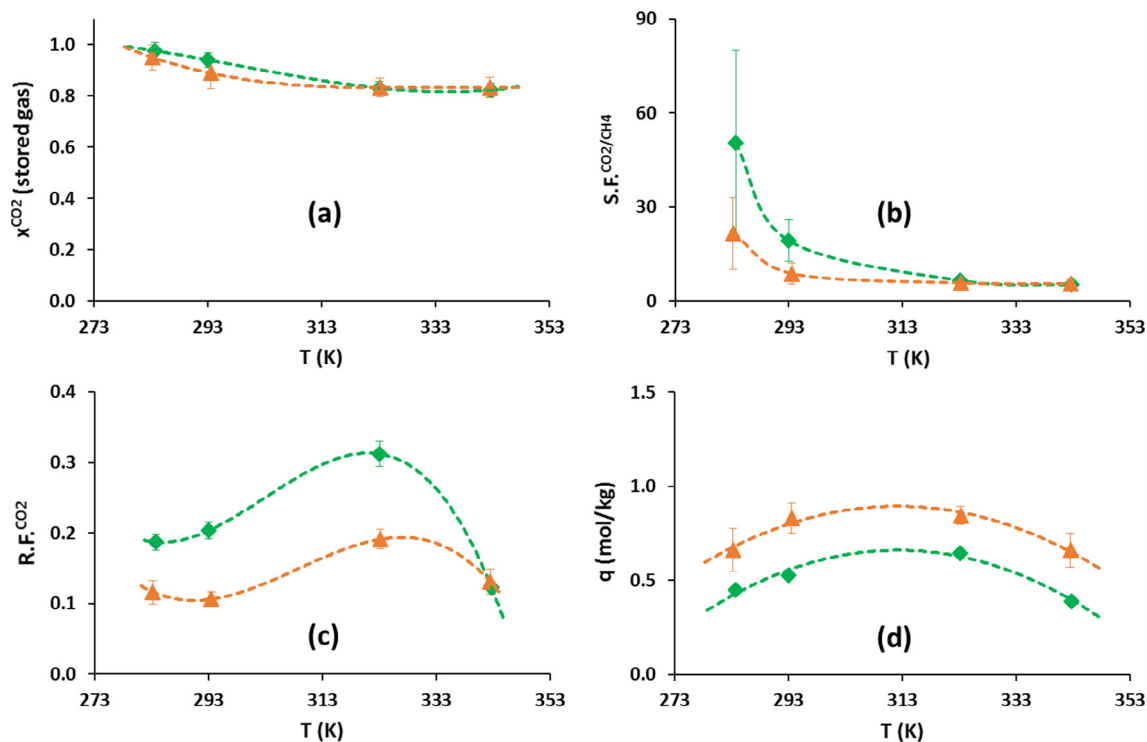 1.0
0.8
0.6
0.4
0.2
0.0
x^CO2 (stored gas)
(a)
273 293 313 333 353
T (K)
90
60
30
0
S.F.^CO2/CH4
(b)
273 293 313 333 353
T (K)
0.4
0.3
0.2
0.1
0.0
R.F.^CO2
(c)
273 293 313 333 353
T (K)
1.5
1.0
0.5
0.0
q (mol/kg)
(d)
273 293 313 333 353
T (K)